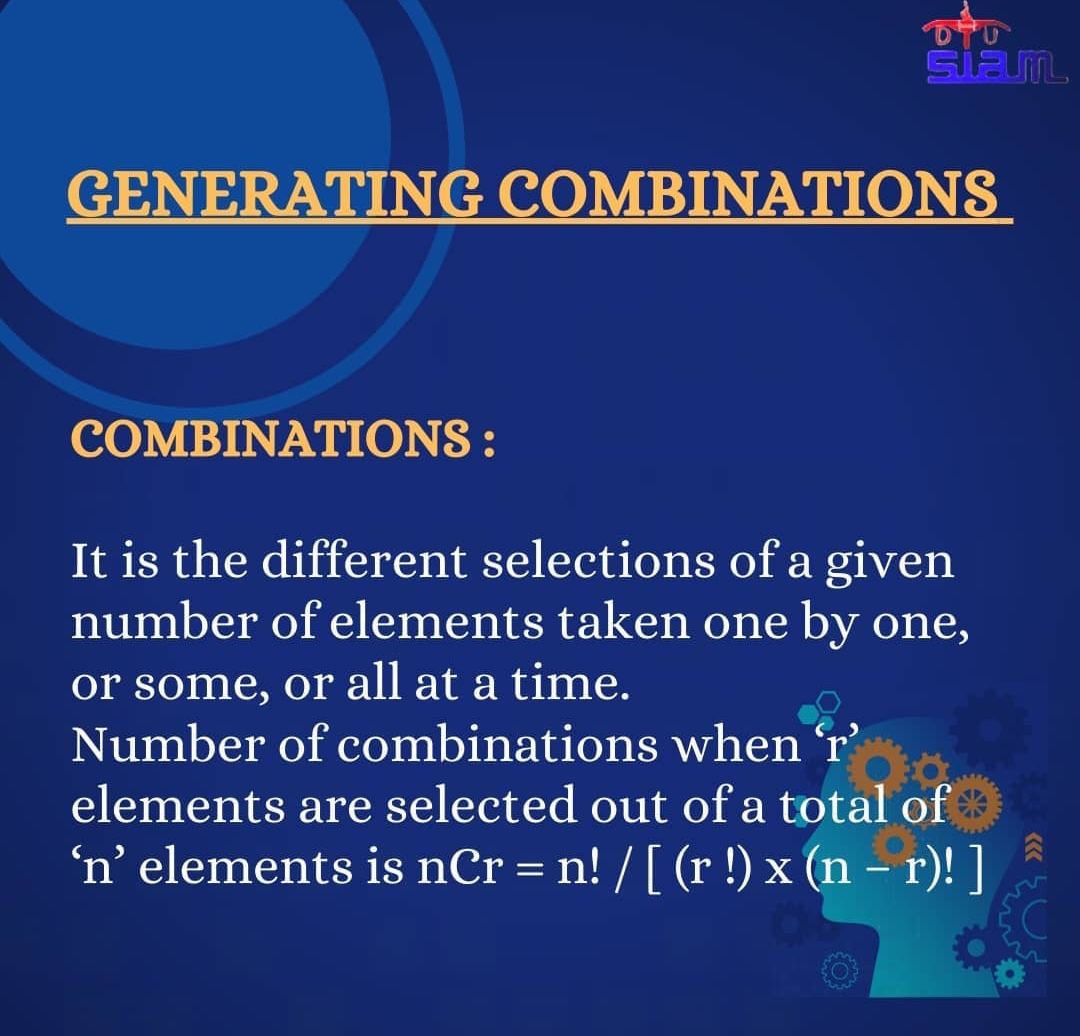 DTU
siam
GENERATING COMBINATIONS
COMBINATIONS :
It is the different selections of a given
number of elements taken one by one,
or some, or all at a time.
Number of combinations when ‘r’
elements are selected out of a total of
‘n’ elements is nCr = n! / [ (r !) x (n – r)! ]